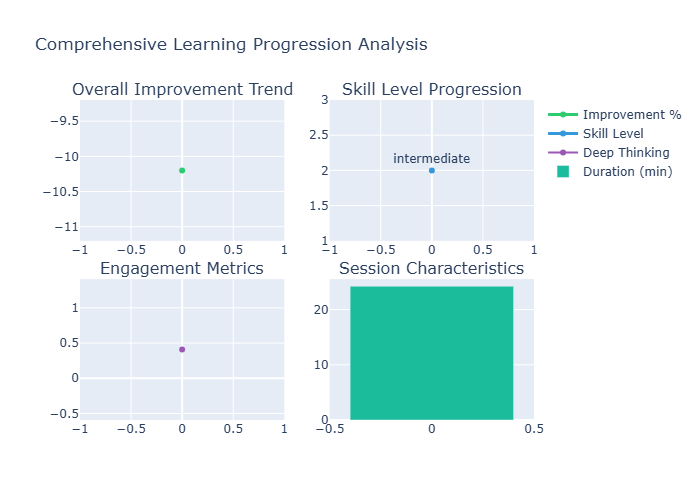 Comprehensive Learning Progression Analysis
Overall Improvement Trend
−9.5
−10
−10.5
−11
−1 −0.5 0 0.5 1
Skill Level Progression
3
2.5
2
1.5
1
intermediate
−1 −0.5 0 0.5 1
Improvement %
Skill Level
Deep Thinking
Duration (min)
Engagement Metrics
1
0.5
0
−0.5
−1 −0.5 0 0.5 1
Session Characteristics
20
10
0
−0.5 0 0.5